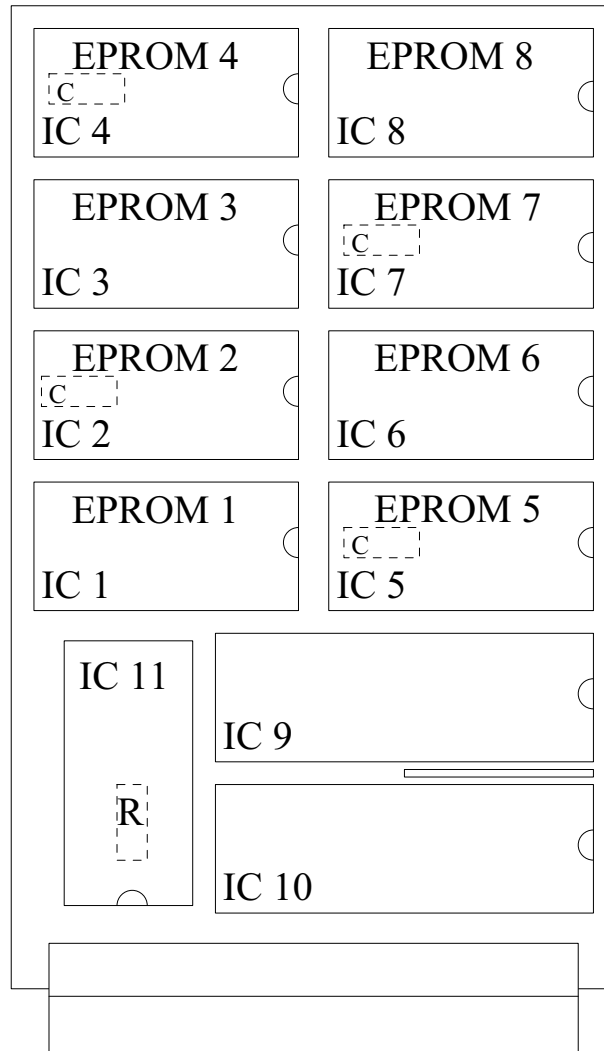 EPROM 4
C
IC 4
EPROM 8
IC 8
EPROM 3
IC 3
EPROM 7
C
IC 7
EPROM 2
C
IC 2
EPROM 6
IC 6
EPROM 1
IC 1
EPROM 5
C
IC 5
IC 11
R
IC 9
IC 10